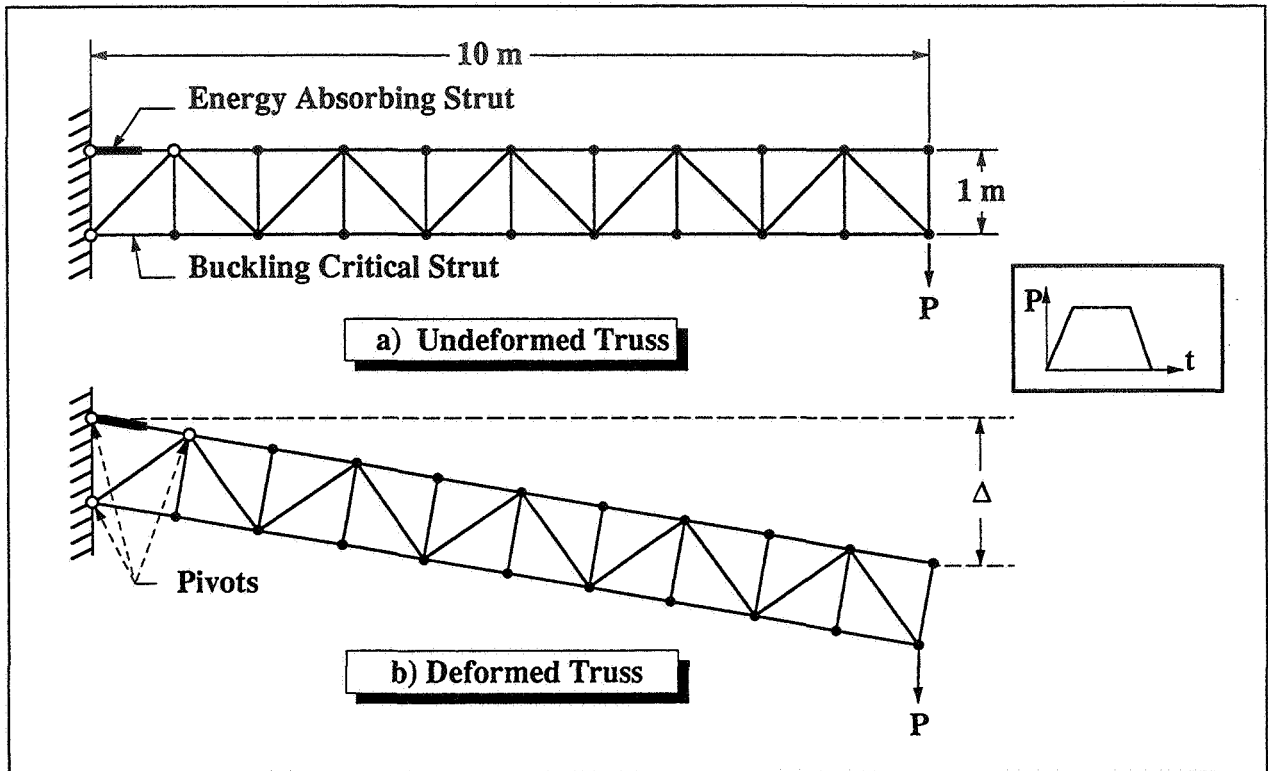 10 m
Energy Absorbing Strut
1 m
Buckling Critical Strut
P
P
t
a) Undeformed Truss
Δ
Pivots
b) Deformed Truss
P